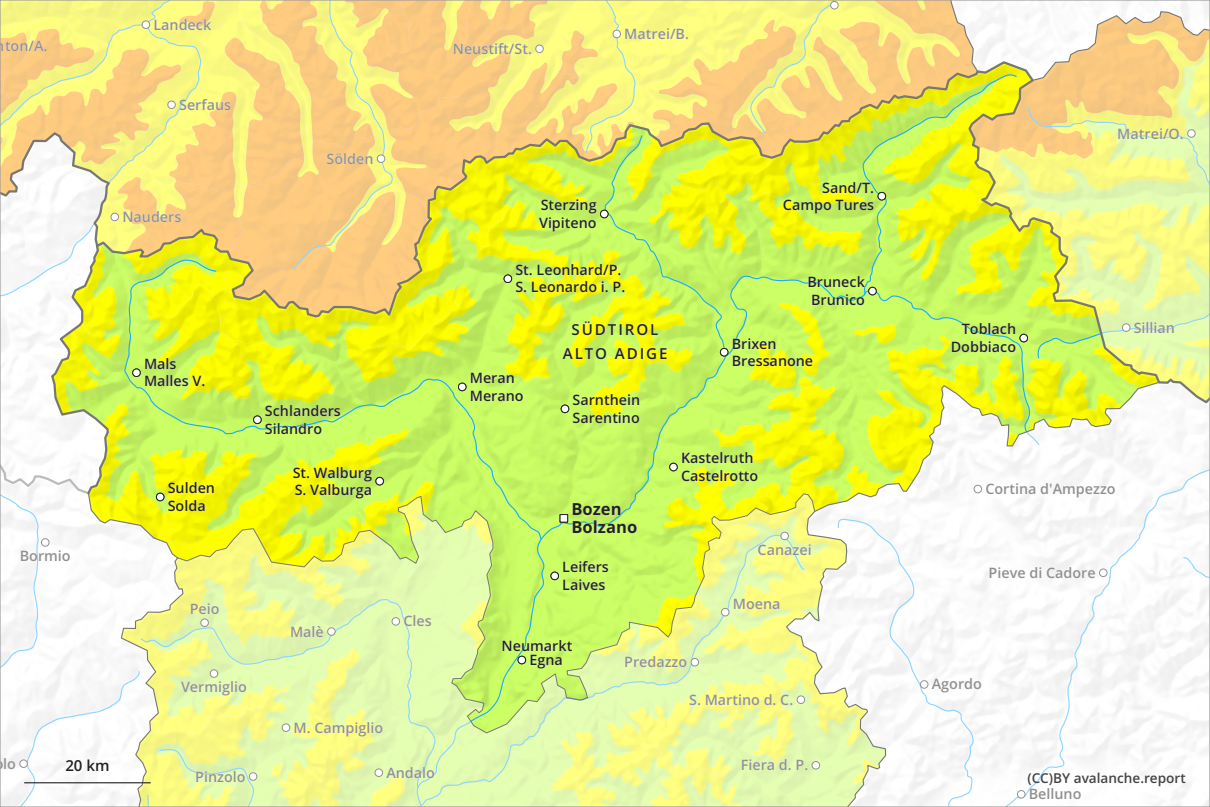 Landeck
Matrei/B.
nton/A.
Neustift/St.
Serfaus
Matrei/O.
Sölden
Sand/T.
Campo Tures
Nauders
Sterzing
Vipiteno
St. Leonhard/P.
S. Leonardo i. P.
Bruneck
Brunico
SÜDTIROL
ALTO ADIGE
Toblach
Dobbiaco
Sillian
Brixen
Bressanone
Mals
Malles V.
Meran
Merano
Schlanders
Silandro
Sarnthein
Sarentino
Kastelruth
Castelrotto
St. Walburg
S. Valburga
Sulden
Solda
Cortina d'Ampezzo
Bozen
Bolzano
Bormio
Canazei
Leifers
Laives
Pieve di Cadore
Peio
Moena
Malè
Cles
Neumarkt
Egna
Predazzo
Vermiglio
Agordo
S. Martino d. C.
M. Campiglio
20 km
olo
Pinzolo
Andalo
Fiera d. P.
(CC)BY avalanche.report
Belluno